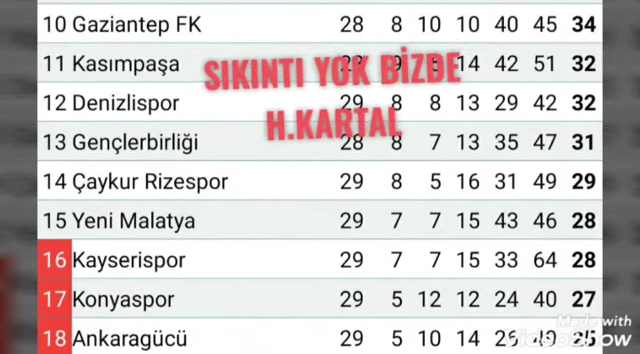 10 Gaziantep FK 28 8 10 10 40 45 34
11 Kasımpaşa 14 42 51 32
SIKINTI YOK BİZDE
12 Denizlispor 29 8 8 13 29 42 32
H.KARTAL
13 Gençlerbirliği 28 8 7 13 35 47 31
14 Çaykur Rizespor 29 8 5 16 31 49 29
15 Yeni Malatya 29 7 7 15 43 46 28
16 Kayserispor 29 7 7 15 33 64 28
17 Konyaspor 29 5 12 12 24 40 27
18 Ankaragücü 29 5 10 14 25
Made with
VideoShow